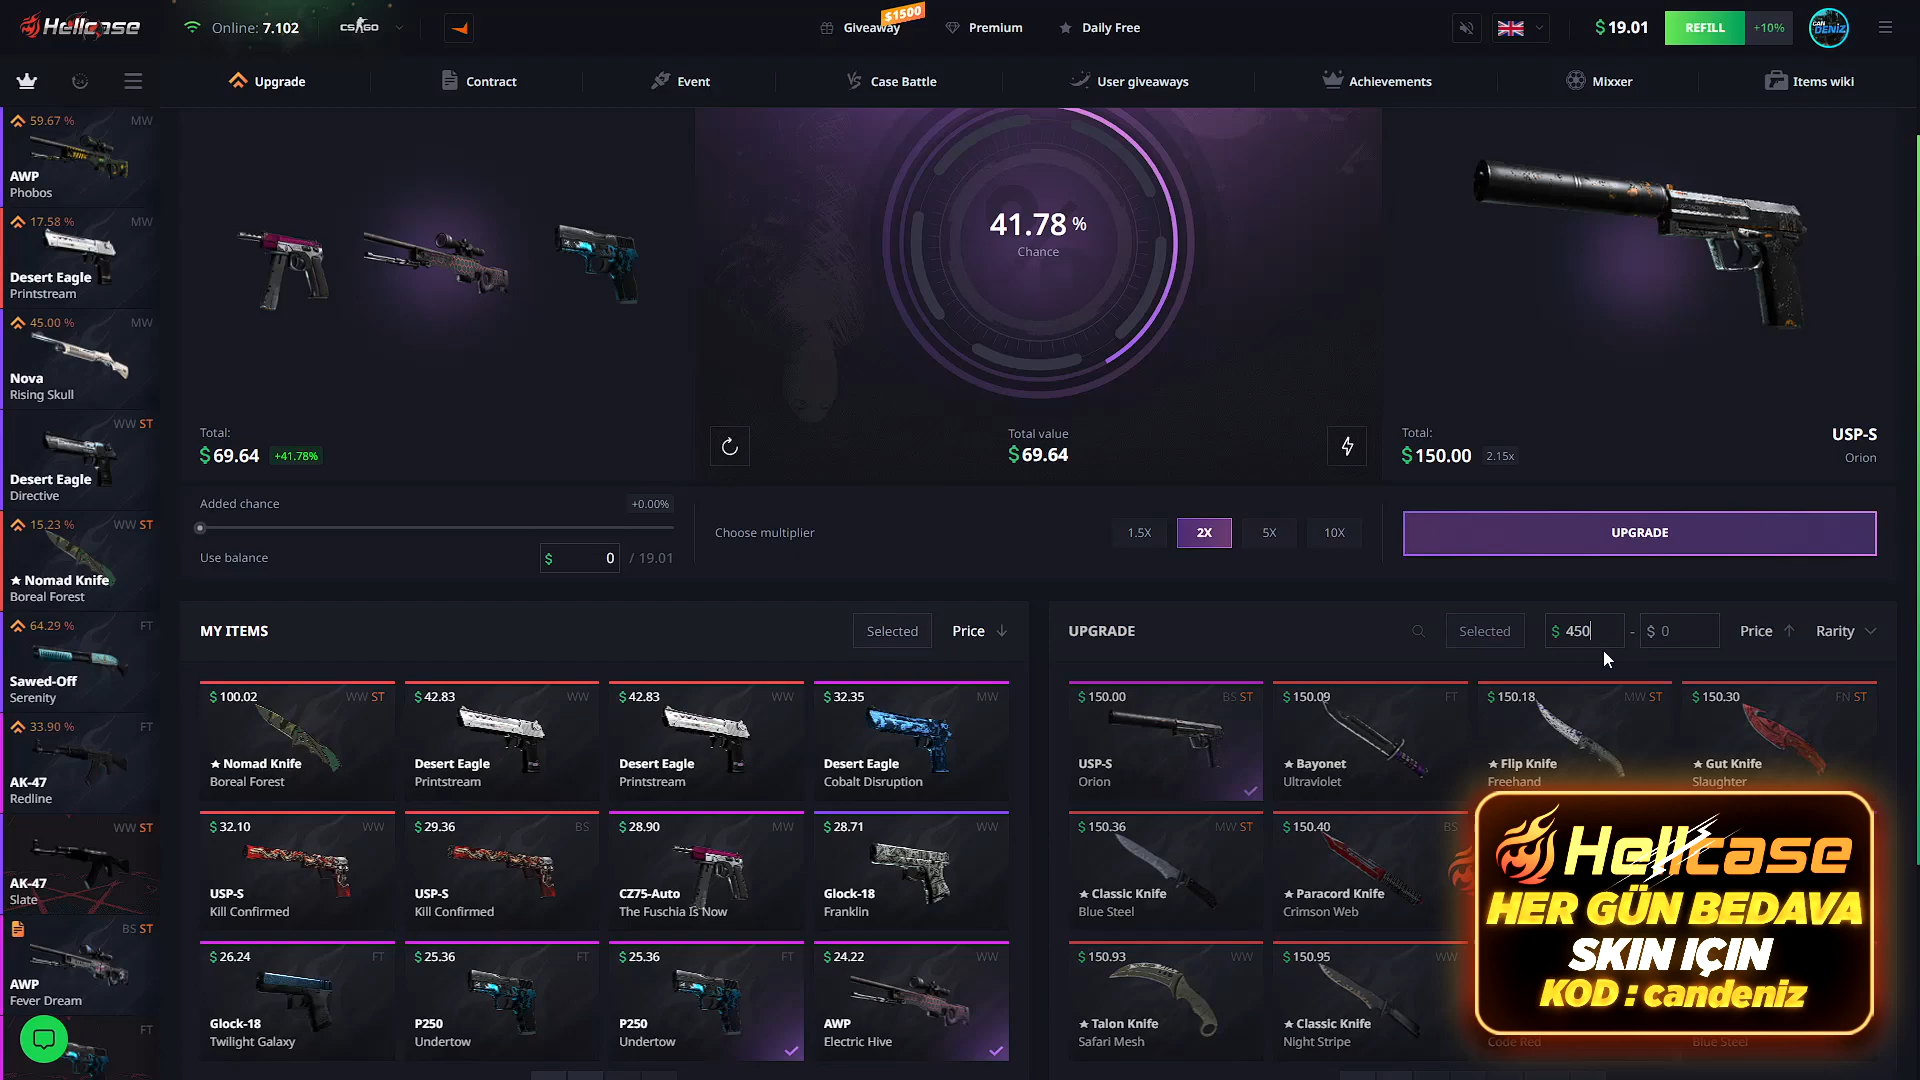 Hellcase
Online: 7.102
CS:GO
Giveaway
$1500
Premium
Daily Free
$ 19.01
REFILL
+10%
CAN DENIZ
24
Upgrade
Contract
Event
Case Battle
User giveaways
Achievements
Mixxer
Items wiki
59.67 %
MW
AWP
Phobos
17.58 %
MW
Desert Eagle
Printstream
45.00 %
MW
Nova
Rising Skull
WW ST
Desert Eagle
Directive
15.23 %
WW ST
★ Nomad Knife
Boreal Forest
64.29 %
FT
Sawed-Off
Serenity
33.90 %
FT
AK-47
Redline
WW ST
AK-47
Slate
BS ST
AWP
Fever Dream
FT
41.78 %
Chance
Total:
$ 69.64
+41.78%
Total value
$ 69.64
Total:
$ 150.00
2.15x
USP-S
Orion
Added chance
+0.00%
Use balance
$ 0
/ 19.01
Choose multiplier
1.5X
2X
5X
10X
UPGRADE
MY ITEMS
Selected
Price
UPGRADE
Selected
$ 450
-
$ 0
Price
Rarity
$ 100.02
WW ST
★ Nomad Knife
Boreal Forest
$ 42.83
WW
Desert Eagle
Printstream
$ 42.83
WW
Desert Eagle
Printstream
$ 32.35
MW
Desert Eagle
Cobalt Disruption
$ 150.00
BS ST
USP-S
Orion
$ 150.09
FT
★ Bayonet
Ultraviolet
$ 150.18
MW ST
★ Flip Knife
Freehand
$ 150.30
FN ST
★ Gut Knife
Slaughter
$ 32.10
WW
USP-S
Kill Confirmed
$ 29.36
BS
USP-S
Kill Confirmed
$ 28.90
MW
CZ75-Auto
The Fuschia Is Now
$ 28.71
WW
Glock-18
Franklin
$ 150.36
MW ST
★ Classic Knife
Blue Steel
$ 150.40
BS
★ Paracord Knife
Crimson Web
$ 26.24
FT
Glock-18
Twilight Galaxy
$ 25.36
FT
P250
Undertow
$ 25.36
FT
P250
Undertow
$ 24.22
WW
AWP
Electric Hive
$ 150.93
WW
★ Talon Knife
Safari Mesh
$ 150.95
WW
★ Classic Knife
Night Stripe
Code Red
Blue Steel
Hellcase
HER GÜN BEDAVA
SKIN IÇIN
KOD : candeniz